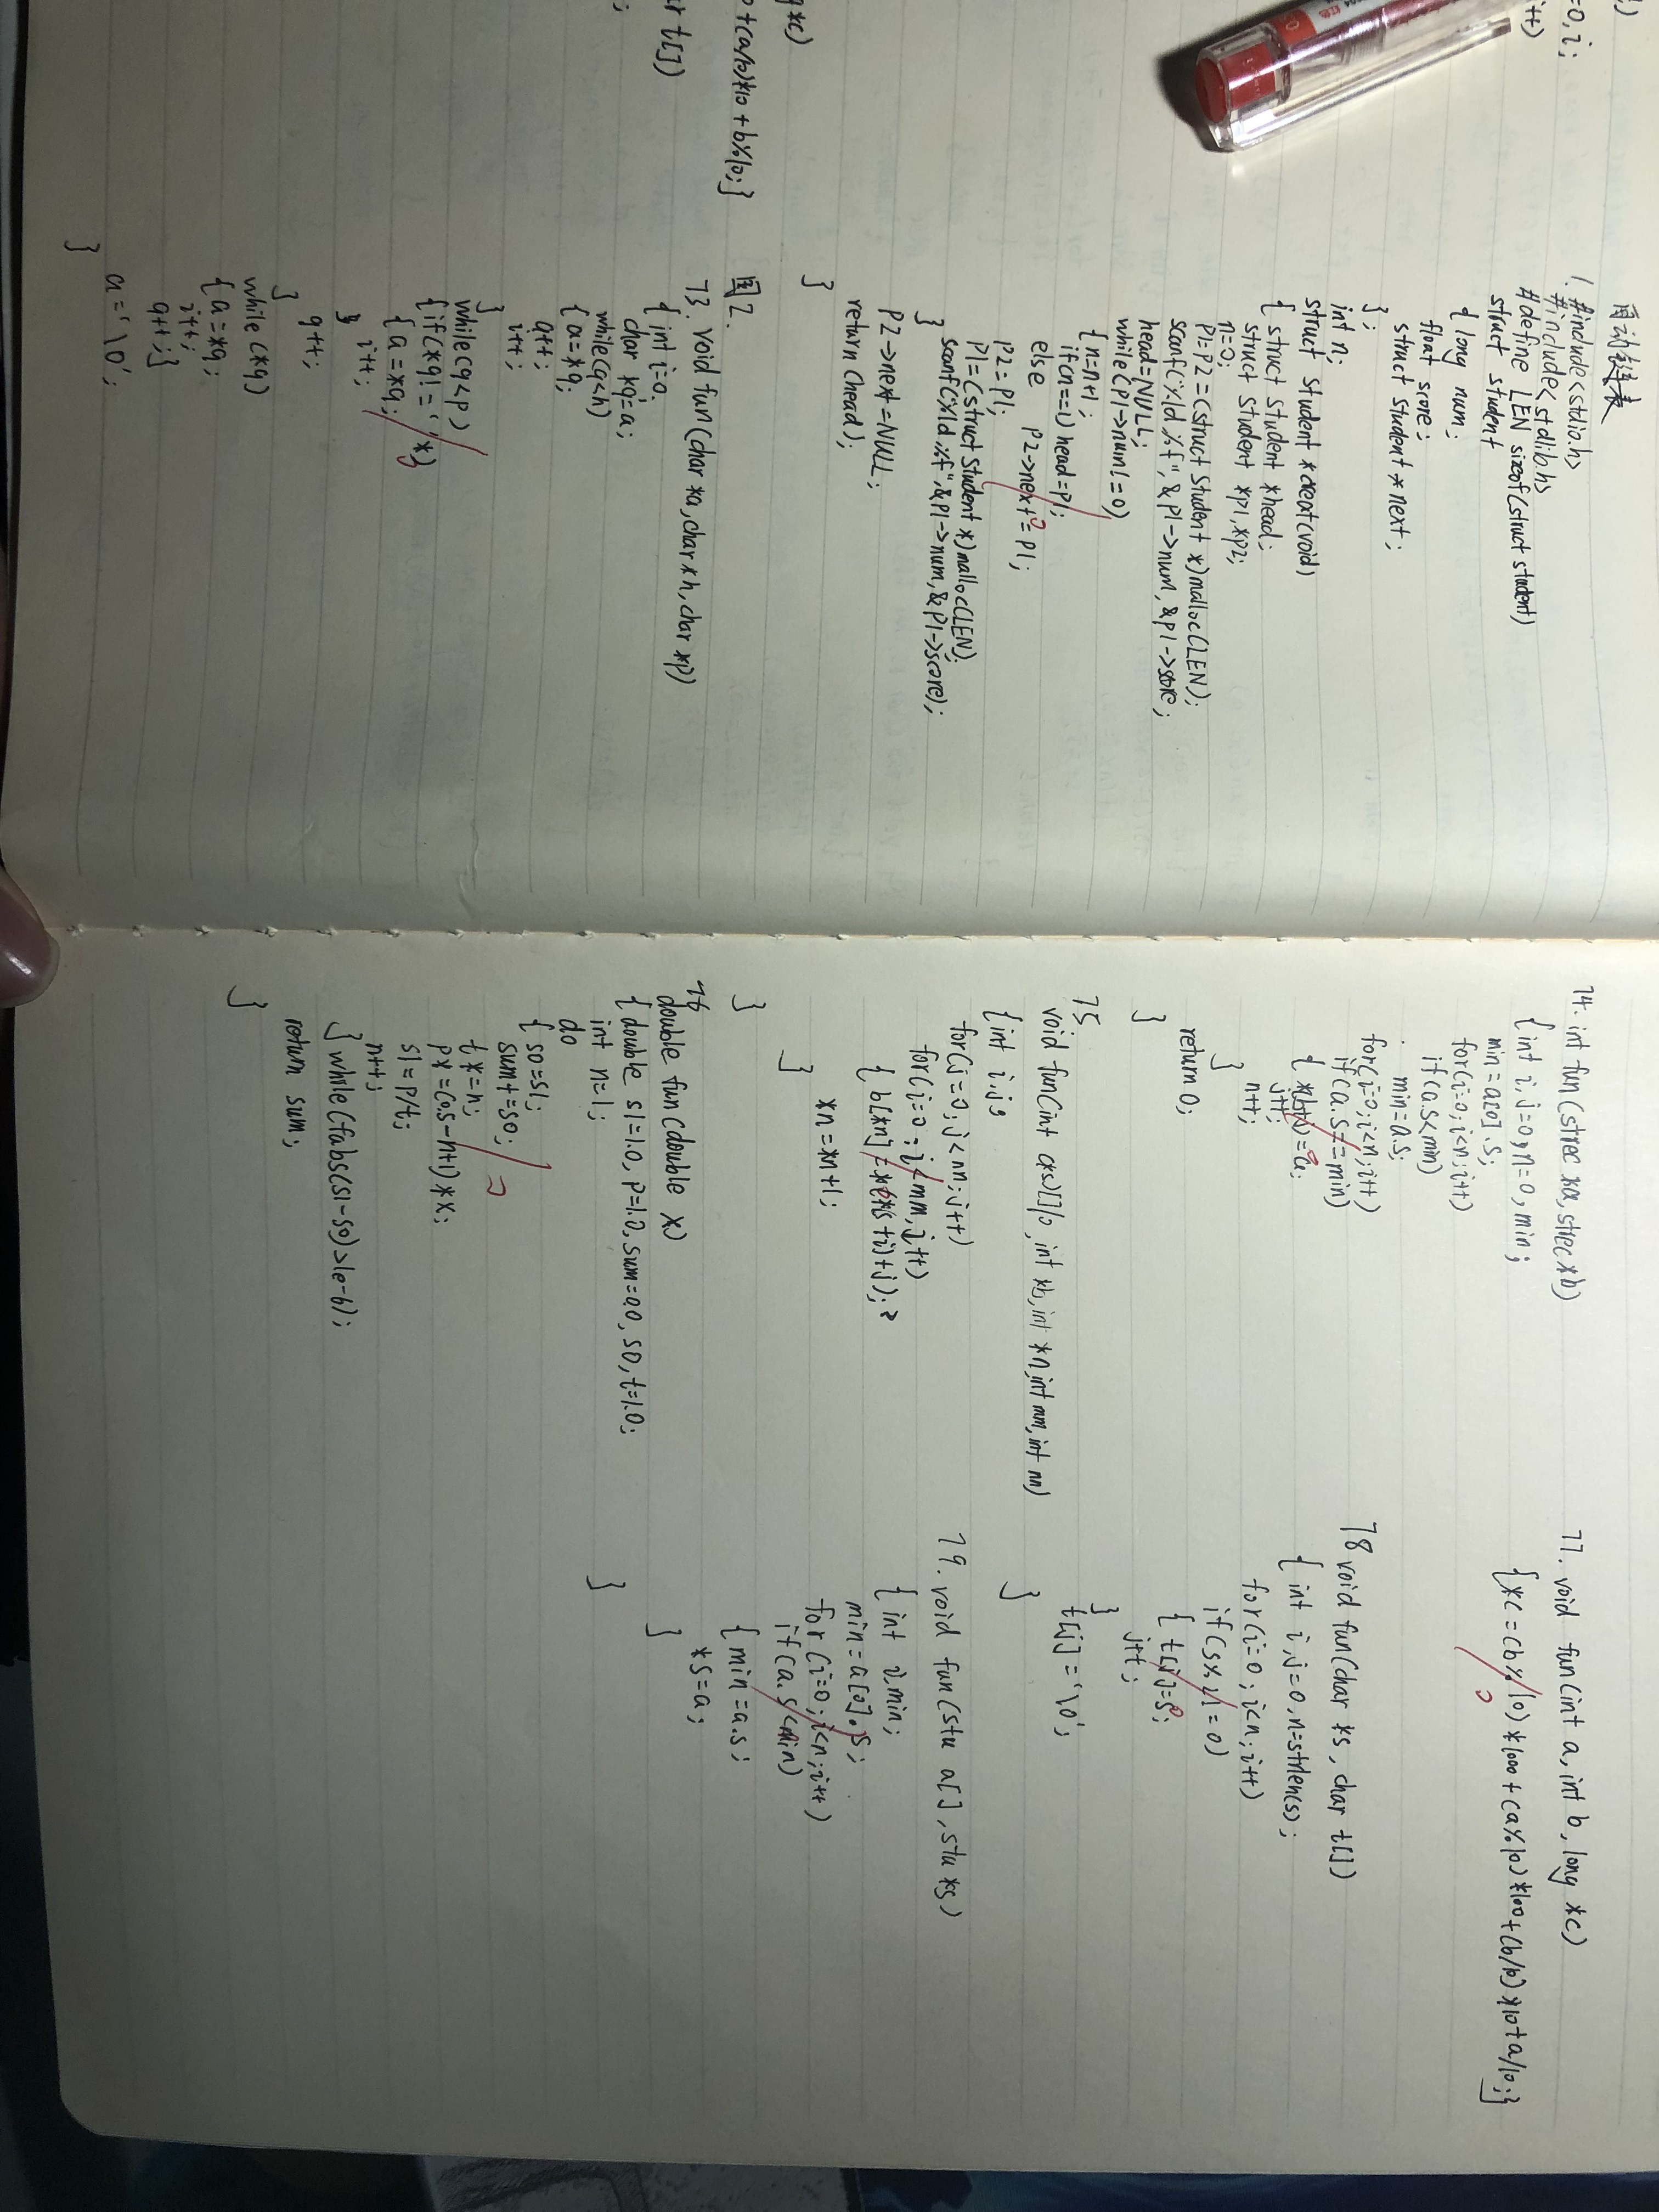 =0, i;
i++)
g *c)
+(a/10)*10+b%10;}
r t[])
再动链表
1. #include<stdio.h>
#include<stdlib.h>
#define LEN sizeof(struct student)
struct student
{ long num;
float score;
struct student *next;
};
int n;
struct student *creat(void)
{ struct student *head;
struct student *p1,*p2;
n=0;
p1=p2=(struct student *)malloc(LEN);
scanf("%ld %f",&p1->num,&p1->score;
head=NULL;
while(p1->num!=0)
{ n=n+1;
if(n==1)head=p1;
else p2->next=p1;
p2=p1;
p1=(struct student *)malloc(LEN);
scanf("%ld,%f",&p1->num,&p1->score);
}
p2->next=NULL;
return(head);
}
图2.
73. void fun(char *a,char *h,char *p)
{ int i=0.
char *q=a;
while(q<h)
{a=*q;
q++;
i++;
}
while(q<p)
{if(*q!='*')
{a=*q;
i++;
}
q++;
}
while(*q)
{a=*q;
i++;
q++;}
a='\0';
}
74. int fun(strec *a,strec *b)
{int i,j=0,n=0,min;
min=a[0].s;
for(i=0;i<n;i++)
if(a.s<min)
min=a.s;
for(i=0;i<n;i++)
if(a.s==min)
{ *(b+j)=a;
j++;
n++;
}
return 0;
}
75
void fun(int (*s)[10,int *b,int *n,int mm,int nn)
{int i,j;
for(j=0;j<nn;j++)
for(i=0;i<mm,i++)
{ b[*n]=*(*(s+i)+j);
*n=*n+1;
}
}
76
double fun(double x)
{double s1=1.0,p=1.0,sum=0.0,s0,t=1.0;
int n=1;
do
{s0=s1;
sum+=s0;
t*=n;
p*=(0.5-n+1)*x;
s1=p/t;
n++;
}while(fabs(s1-s0)>1e-6);
return sum;
}
77. void fun(int a,int b,long *c)
{*c=(b%10)*1000+(a%10)*100+(b/10)*10+a/10;}
78 void fun(char *s,char t[])
{ int i,j=0,n=strlen(s);
for(i=0;i<n;i++)
if(s%2!=0)
{ t[j]=s;
j++;
}
t[j]='\0';
}
79. void fun(stu a[],stu *s)
{ int i,min;
min=a[0].s;
for(i=0;i<n;i++)
if(a.s<min)
{min=a.s;
*s=a;
}
}